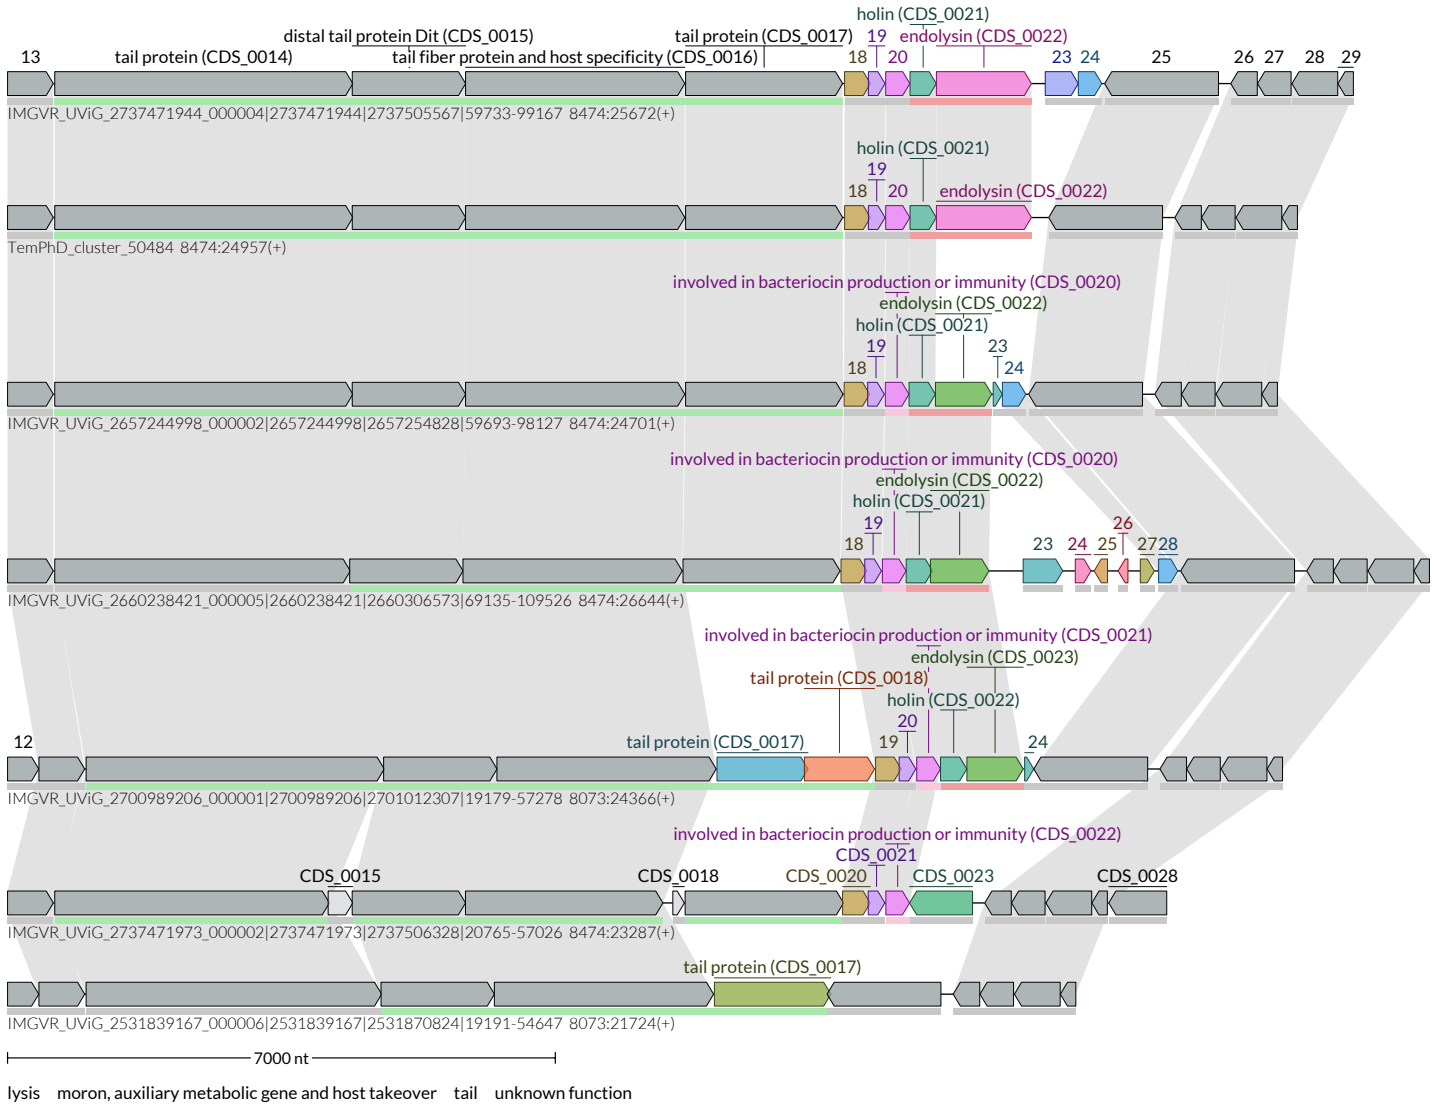 holin (CDS_0021)
distal tail protein Dit (CDS_0015) tail protein (CDS_0017) 19 endolysin (CDS_0022)
13 tail protein (CDS_0014) tail fiber protein and host specificity (CDS_0016) 18 20 23 24 25 26 27 28 29
IMGVR_UViG_2737471944_000004|2737471944|2737505567|59733-99167 8474:25672(+)
holin (CDS_0021)
19
18 20 endolysin (CDS_0022)
TemPhD_cluster_50484 8474:24957(+)
involved in bacteriocin production or immunity (CDS_0020)
endolysin (CDS_0022)
holin (CDS_0021)
19 23
18 24
IMGVR_UViG_2657244998_000002|2657244998|2657254828|59693-98127 8474:24701(+)
involved in bacteriocin production or immunity (CDS_0020)
endolysin (CDS_0022)
holin (CDS_0021)
19 26
18 23 24 25 27 28
IMGVR_UViG_2660238421_000005|2660238421|2660306573|69135-109526 8474:26644(+)
involved in bacteriocin production or immunity (CDS_0021)
endolysin (CDS_0023)
tail protein (CDS_0018)
holin (CDS_0022)
20
12 tail protein (CDS_0017) 19 24
IMGVR_UViG_2700989206_000001|2700989206|2701012307|19179-57278 8073:24366(+)
involved in bacteriocin production or immunity (CDS_0022)
CDS_0021
CDS_0015 CDS_0018 CDS_0020 CDS_0023 CDS_0028
IMGVR_UViG_2737471973_000002|2737471973|2737506328|20765-57026 8474:23287(+)
tail protein (CDS_0017)
IMGVR_UViG_2531839167_000006|2531839167|2531870824|19191-54647 8073:21724(+)
7000 nt
lysis moron, auxiliary metabolic gene and host takeover tail unknown function